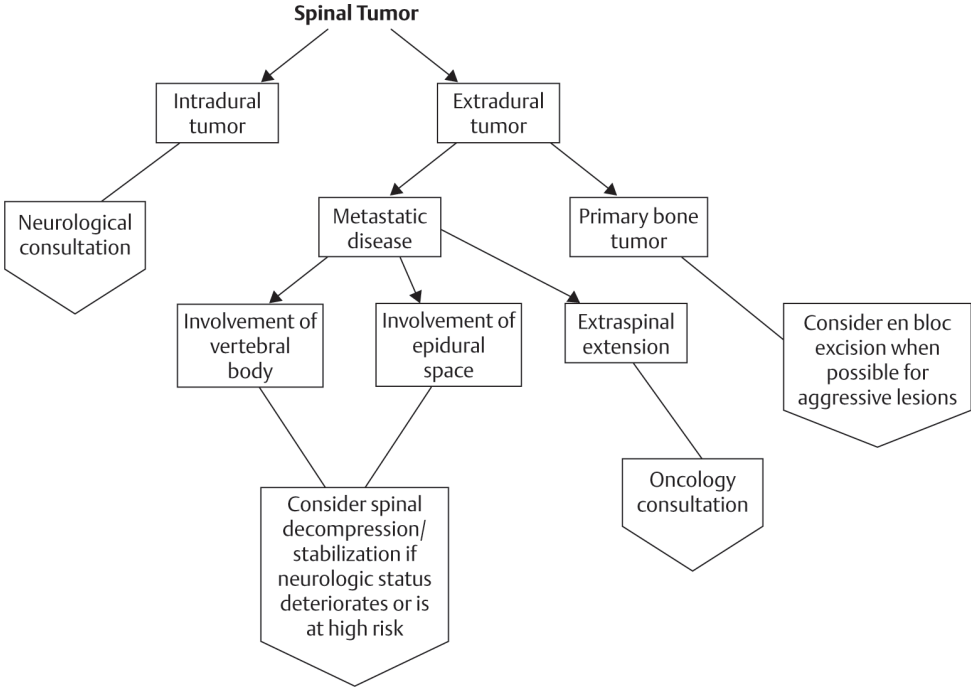 Spinal Tumor
Intradural
tumor
Extradural
tumor
Neurological
consultation
Metastatic
disease
Primary bone
tumor
Involvement of
vertebral
body
Involvement of
epidural
space
Extraspinal
extension
Consider en bloc
excision when
possible for
aggressive lesions
Consider spinal
decompression/
stabilization if
neurologic status
deteriorates or is
at high risk
Oncology
consultation